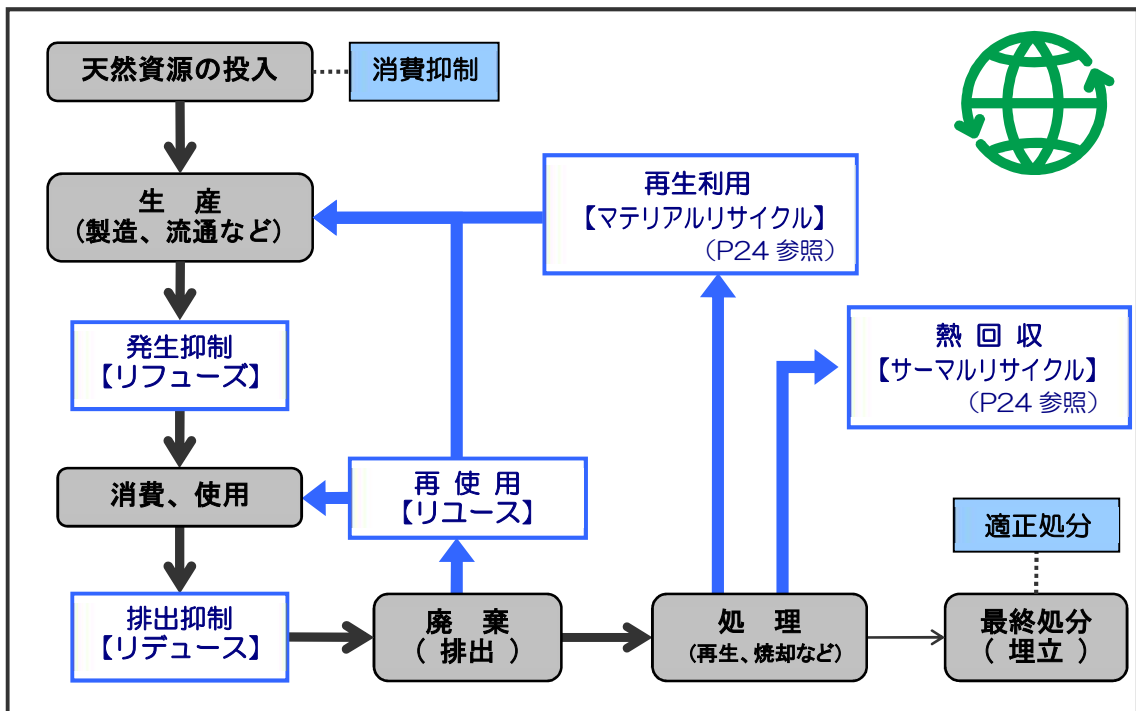 天然資源の投入
消費抑制
生　産
（製造、流通など）
再生利用
【マテリアルリサイクル】
（P24 参照）
発生抑制
【リフューズ】
熱 回 収
【サーマルリサイクル】
（P24 参照）
消費、使用
再 使 用
【リユース】
適正処分
排出抑制
【リデュース】
廃　棄
（ 排出 ）
処　理
（再生、焼却など）
最終処分
（ 埋立 ）